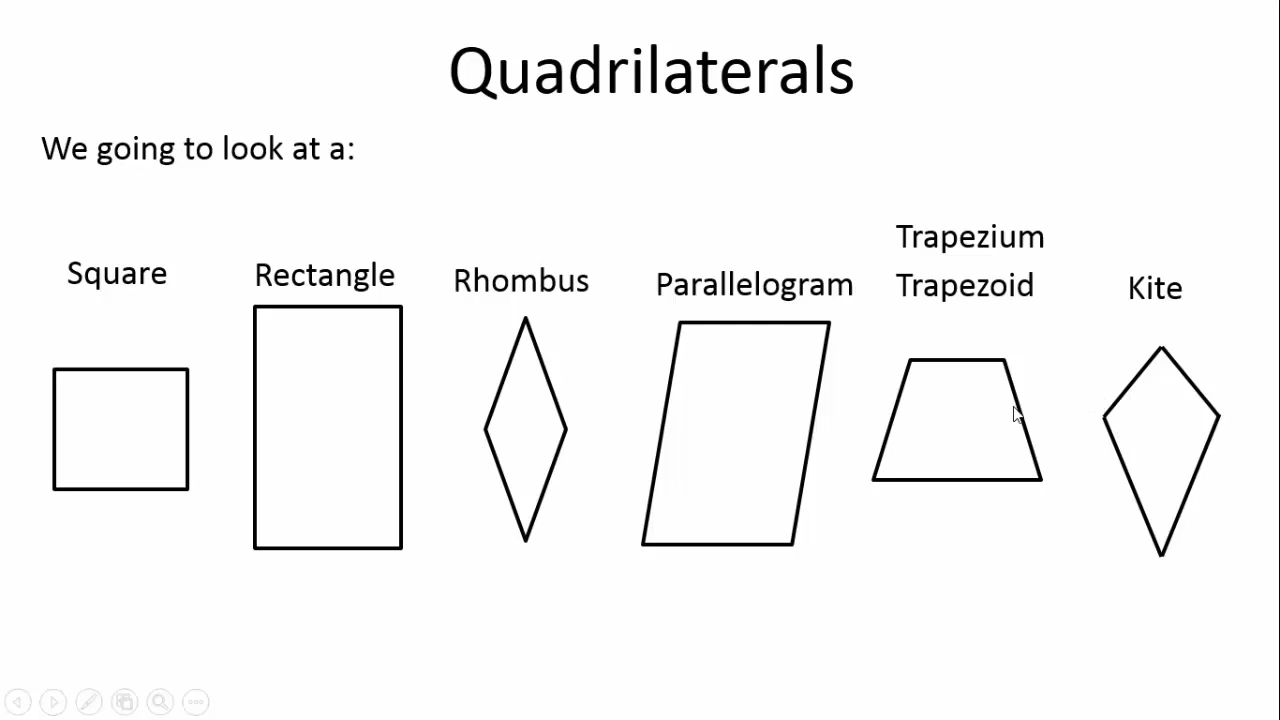 Quadrilaterals
We going to look at a:
Square
Rectangle
Rhombus
Parallelogram
Trapezium
Trapezoid
Kite